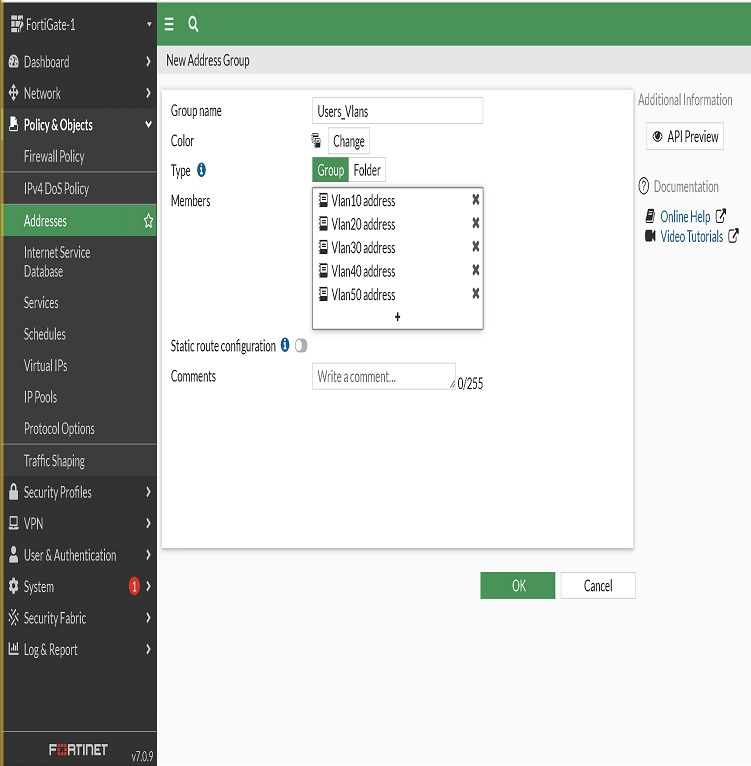 FortiGate-1
Dashboard
Network
Policy & Objects
Firewall Policy
IPv4 DoS Policy
Addresses
Internet Service
Database
Services
Schedules
Virtual IPs
IP Pools
Protocol Options
Traffic Shaping
Security Profiles
VPN
User & Authentication
System 1
Security Fabric
Log & Report
FORTINET v7.0.9
New Address Group
Group name Users_Vlans
Color Change
Type Group Folder
Members Vlan10 address
Vlan20 address
Vlan30 address
Vlan40 address
Vlan50 address
+
Static route configuration
Comments Write a comment... 0/255
OK Cancel
Additional Information
API Preview
Documentation
Online Help
Video Tutorials